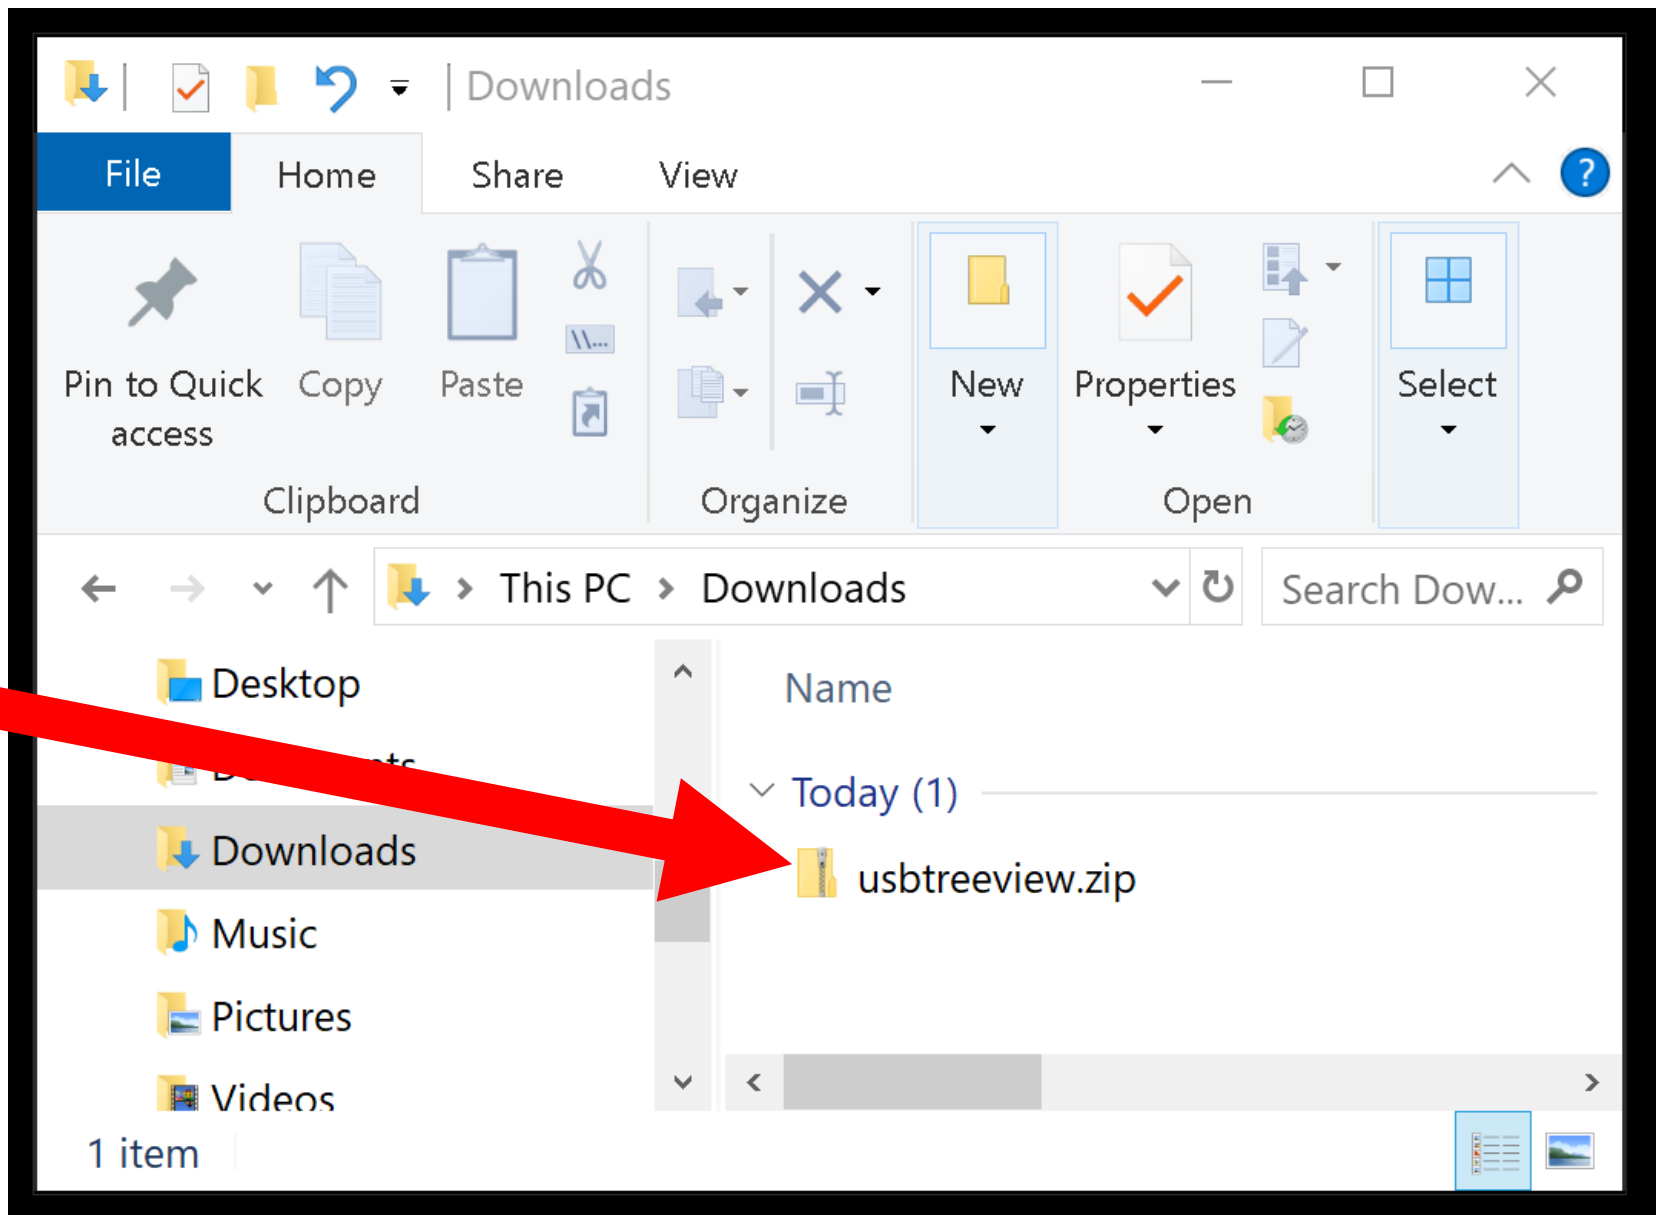 Downloads
File Home Share View
?
\\...
Pin to Quick access
Copy
Paste
New
Properties
Select
Clipboard
Organize
Open
This PC
Downloads
Search Dow...
Desktop
Downloads
Music
Pictures
Videos
Name
Today (1)
usbtreeview.zip
1 item